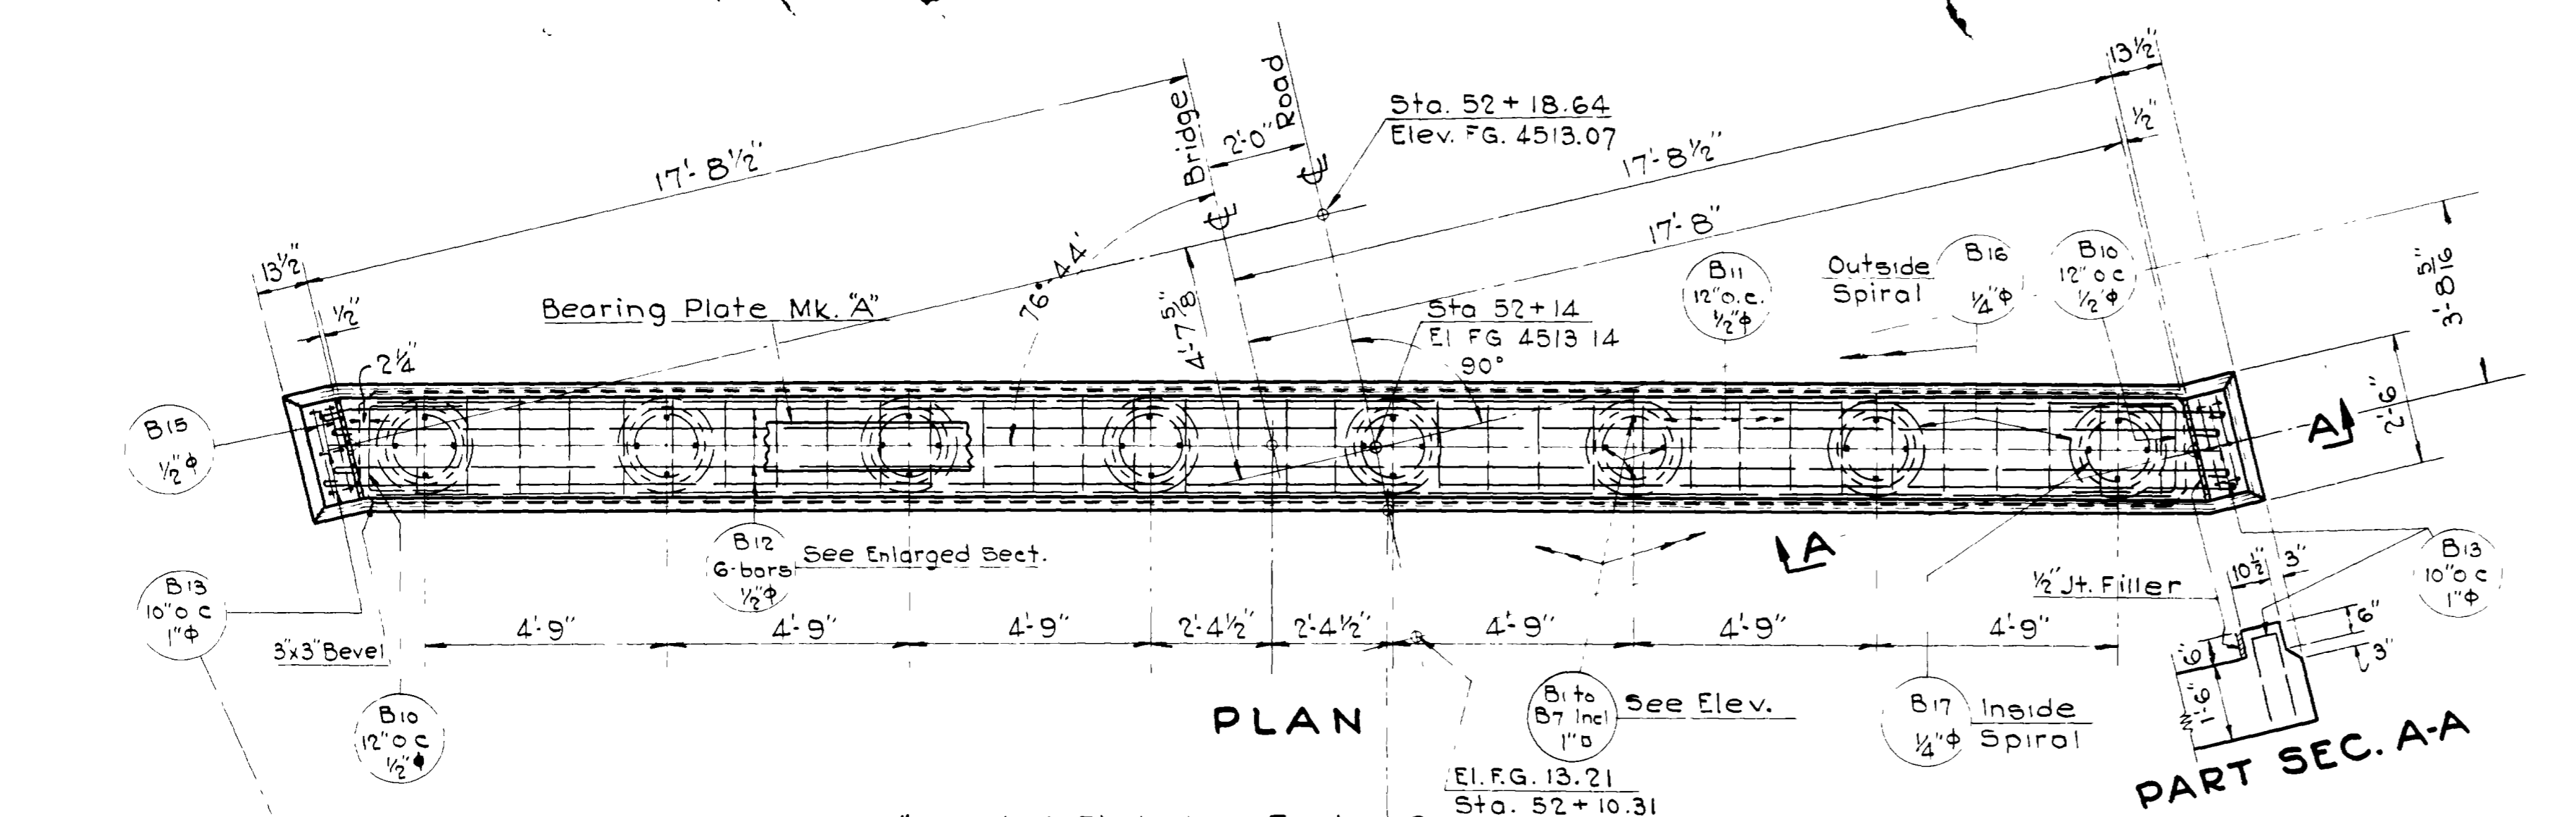 13½"
½"
Sta. 52+18.64
Elev. FG. 4513.07
Bridge
Road
2'-0"
℄
℄
17'-8½"
17'-8½"
17'-8"
13½"
½"
76°-44'
4'-7⅝"
Bearing Plate Mk. "A"
2¼"
Sta 52+14
El FG 4513 14
90°
B11
12" o.c.
½"ϕ
Outside
Spiral
B16
¼"ϕ
B10
12" o c
½"ϕ
3'-8 5/16"
2'-6"
A
B15
½"ϕ
B12
6-bars
½"ϕ
See Enlarged Sect.
A
B13
10" o c
1"ϕ
3"x3" Bevel
4'-9"
4'-9"
4'-9"
2'-4½"
2'-4½"
4'-9"
4'-9"
4'-9"
½" Jt. Filler
10½"
3"
6"
3"
6"
1'-6"
B13
10" o c
1"ϕ
B10
12" o c
½"ϕ
PLAN
B1 to
B7 Incl
1"□
See Elev.
B17
¼"ϕ
Inside
Spiral
El. F.G. 13.21
Sta. 52+10.31
PART SEC. A-A